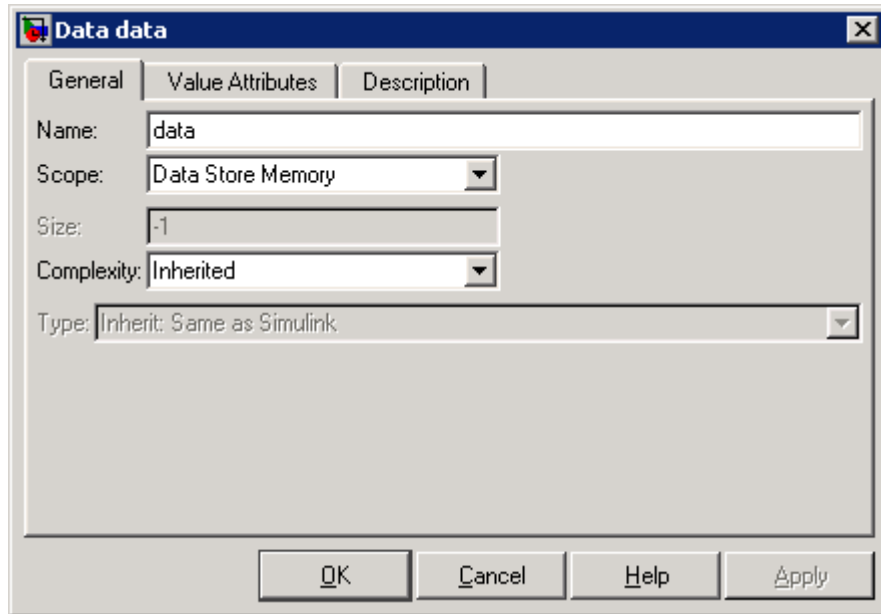 Data data
General Value Attributes Description
Name: data
Scope: Data Store Memory
Size: -1
Complexity: Inherited
Type: Inherit: Same as Simulink
OK Cancel Help Apply